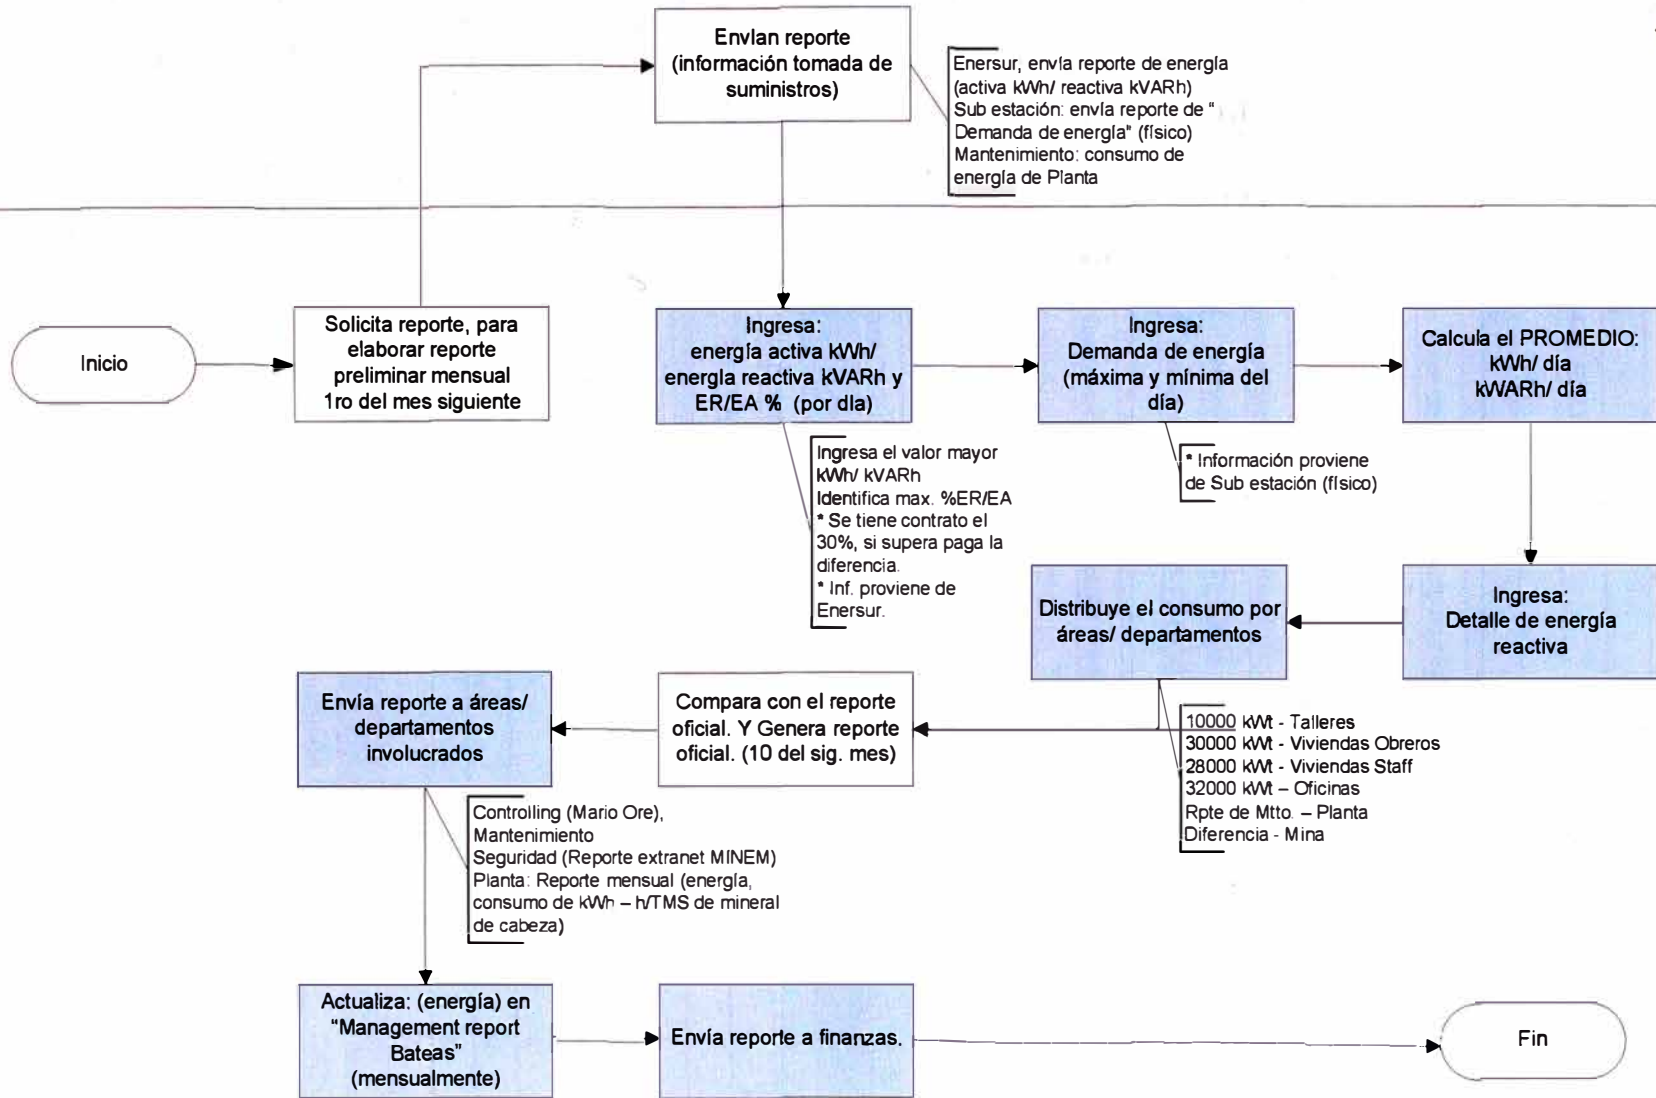 Envían reporte
(información tomada de
suministros)
Enersur, envía reporte de energía
(activa kWh/ reactiva kVARh)
Sub estación: envía reporte de “
Demanda de energía” (físico)
Mantenimiento: consumo de
energía de Planta
Inicio
Solicita reporte, para
elaborar reporte
preliminar mensual
1ro del mes siguiente
Ingresa:
energía activa kWh/
energía reactiva kVARh y
ER/EA % (por día)
Ingresa:
Demanda de energía
(máxima y mínima del
día)
Calcula el PROMEDIO:
kWh/ día
kWARh/ día
Ingresa el valor mayor
kWh/ kVARh
Identifica max. %ER/EA
* Se tiene contrato el
30%, si supera paga la
diferencia.
* Inf. proviene de
Enersur.
* Información proviene
de Sub estación (físico)
Distribuye el consumo por
áreas/ departamentos
Ingresa:
Detalle de energía
reactiva
Envía reporte a áreas/
departamentos
involucrados
Compara con el reporte
oficial. Y Genera reporte
oficial. (10 del sig. mes)
10000 kWt - Talleres
30000 kWt - Viviendas Obreros
28000 kWt - Viviendas Staff
32000 kWt – Oficinas
Rpte de Mtto. – Planta
Diferencia - Mina
Controlling (Mario Ore),
Mantenimiento
Seguridad (Reporte extranet MINEM)
Planta: Reporte mensual (energía,
consumo de kWh – h/TMS de mineral
de cabeza)
Actualiza: (energía) en
“Management report
Bateas”
(mensualmente)
Envía reporte a finanzas.
Fin